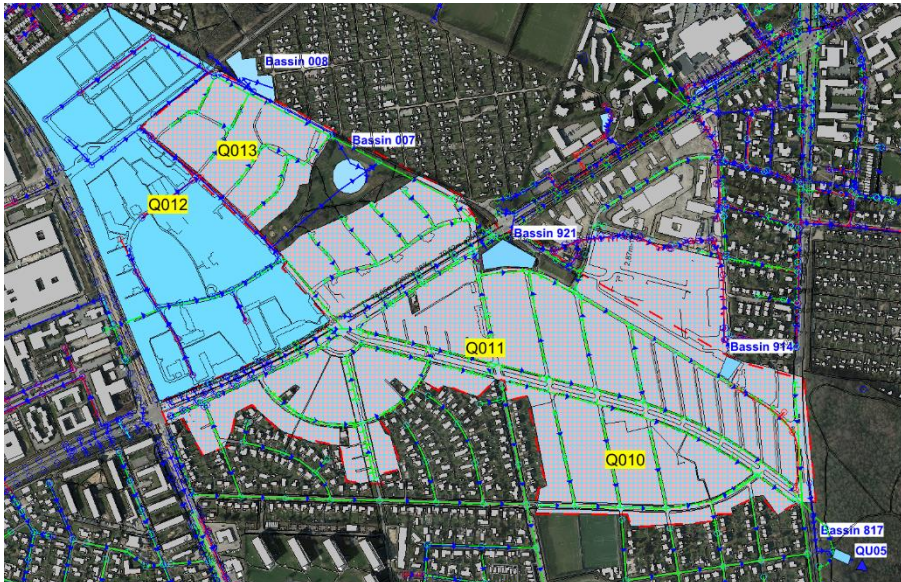 Bassin 008
Bassin 007
Q013
Q012
Bassin 921
Q011
Bassin 914
Q010
Bassin 817
QU05